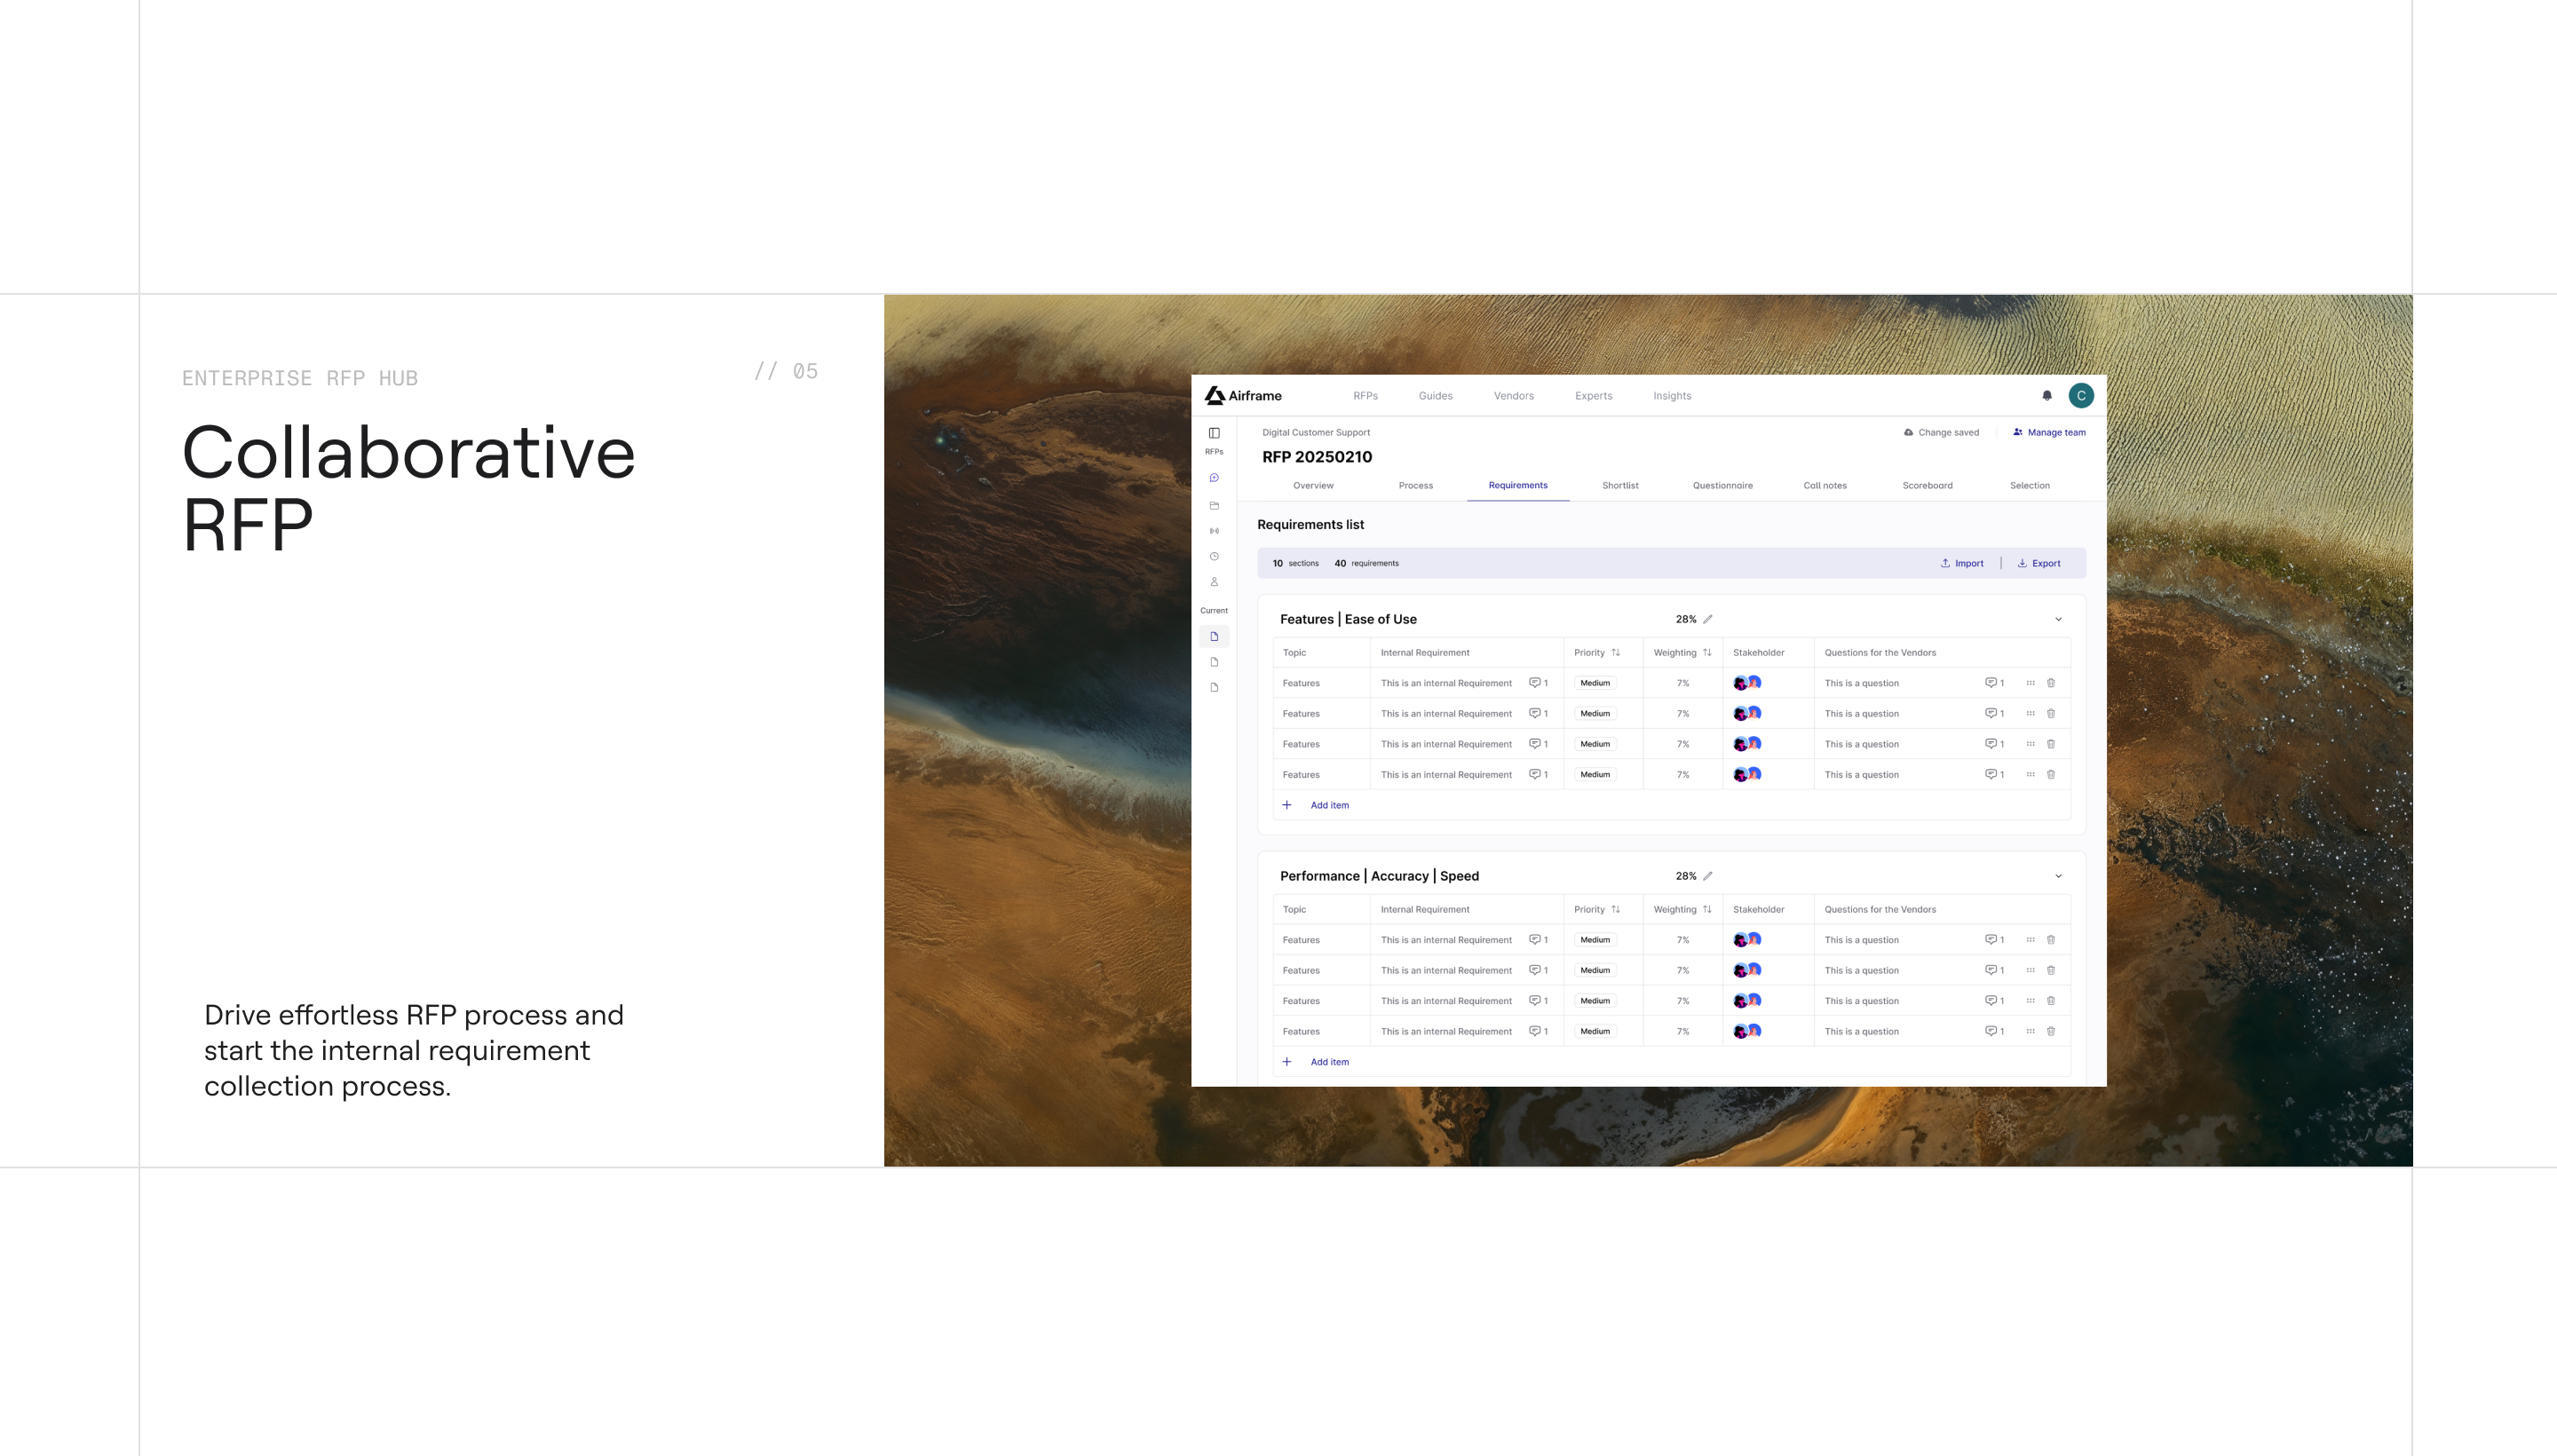 ENTERPRISE RFP HUB
// 05
Collaborative
RFP
Drive effortless RFP process and
start the internal requirement
collection process.
Airframe RFPs Guides Vendors Experts Insights C
RFPs
Current
Digital Customer Support Change saved Manage team
RFP 20250210
Overview Process Requirements Shortlist Questionnaire Call notes Scoreboard Selection
Requirements list
10 sections 40 requirements Import Export
Features | Ease of Use 28%
Topic Internal Requirement Priority Weighting Stakeholder Questions for the Vendors
Features This is an internal Requirement 1 Medium 7% This is a question 1
Features This is an internal Requirement 1 Medium 7% This is a question 1
Features This is an internal Requirement 1 Medium 7% This is a question 1
Features This is an internal Requirement 1 Medium 7% This is a question 1
+ Add item
Performance | Accuracy | Speed 28%
Topic Internal Requirement Priority Weighting Stakeholder Questions for the Vendors
Features This is an internal Requirement 1 Medium 7% This is a question 1
Features This is an internal Requirement 1 Medium 7% This is a question 1
Features This is an internal Requirement 1 Medium 7% This is a question 1
Features This is an internal Requirement 1 Medium 7% This is a question 1
+ Add item